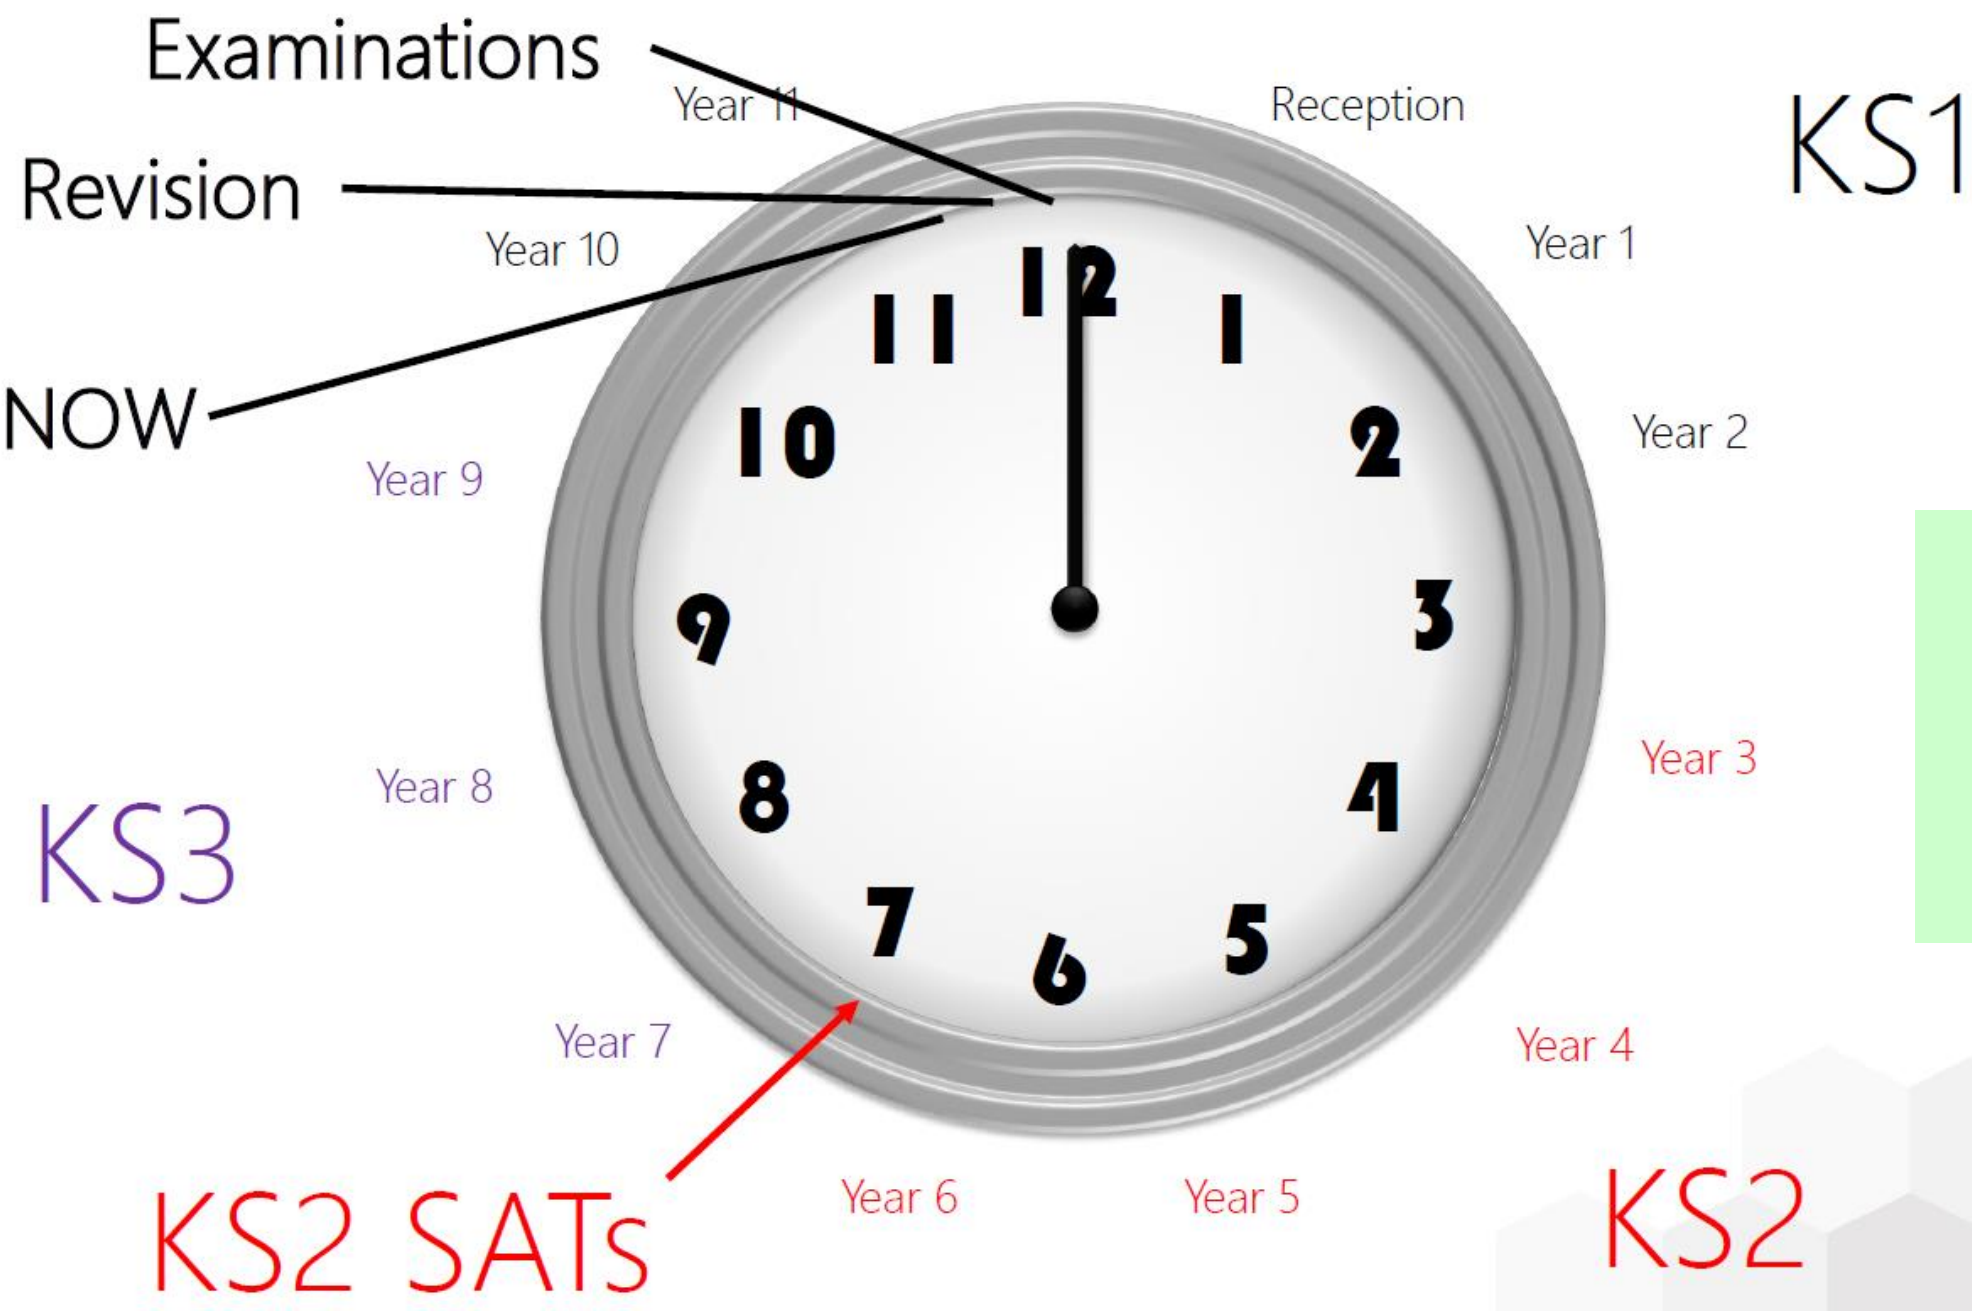 Examinations
Year 11
Reception
KS1
Revision
Year 10
Year 1
12
11
1
NOW
10
2
Year 2
Year 9
9
3
Year 3
KS3
Year 8
8
4
7
6
5
Year 7
Year 4
KS2 SATs
Year 6
Year 5
KS2